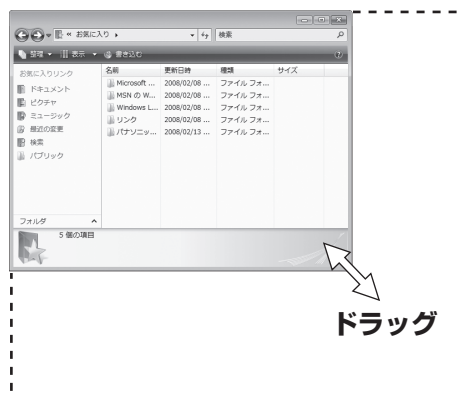 « お気に入り
検索
整理 表示 書き込む
お気に入りリンク
ドキュメント
ピクチャ
ミュージック
最近の変更
検索
パブリック
フォルダ
名前 更新日時 種類 サイズ
Microsoft ... 2008/02/08 ... ファイル フォ...
MSN の W... 2008/02/08 ... ファイル フォ...
Windows L... 2008/02/08 ... ファイル フォ...
リンク 2008/02/08 ... ファイル フォ...
パナソニッ... 2008/02/13 ... ファイル フォ...
5 個の項目
ドラッグ